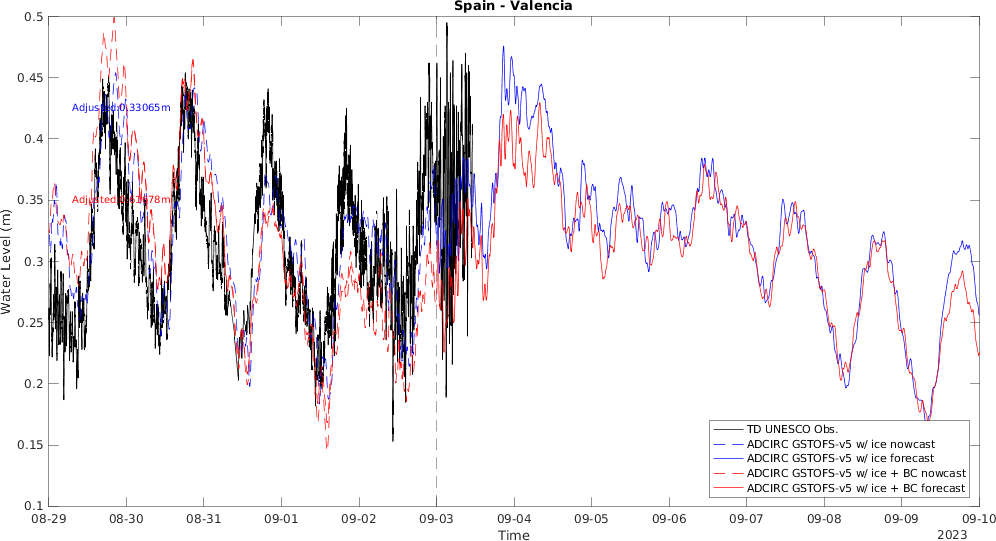 Spain - Valencia
0.5
0.45
0.4
0.35
0.3
0.25
0.2
0.15
0.1
Water Level (m)
Adjusted:0.33065m
08-29
08-30
08-31
09-01
09-02
09-03
09-04
09-05
09-06
09-07
09-08
09-09
09-10
Time
2023
TD UNESCO Obs.
ADCIRC GSTOFS-v5 w/ ice nowcast
ADCIRC GSTOFS-v5 w/ ice forecast
ADCIRC GSTOFS-v5 w/ ice + BC nowcast
ADCIRC GSTOFS-v5 w/ ice + BC forecast